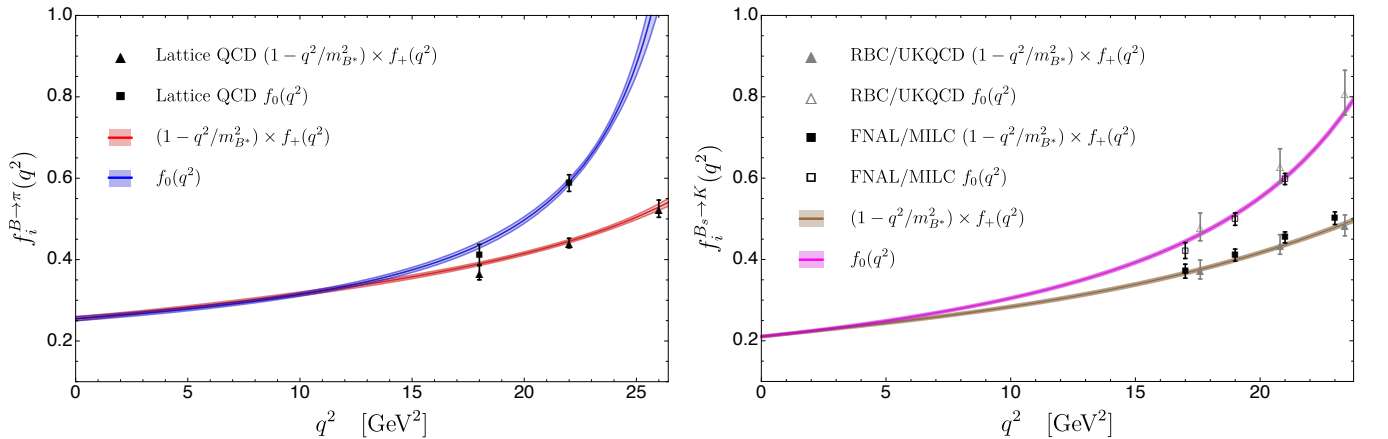 1.0
0.8
0.6
0.4
0.2
f_i^{B→π}(q^2)
Lattice QCD (1 − q^2/m_{B*}^2) × f_+(q^2)
Lattice QCD f_0(q^2)
(1 − q^2/m_{B*}^2) × f_+(q^2)
f_0(q^2)
0 5 10 15 20 25
q^2 [GeV^2]
1.0
0.8
0.6
0.4
0.2
f_i^{B_s→K}(q^2)
RBC/UKQCD (1 − q^2/m_{B*}^2) × f_+(q^2)
RBC/UKQCD f_0(q^2)
FNAL/MILC (1 − q^2/m_{B*}^2) × f_+(q^2)
FNAL/MILC f_0(q^2)
(1 − q^2/m_{B*}^2) × f_+(q^2)
f_0(q^2)
0 5 10 15 20
q^2 [GeV^2]